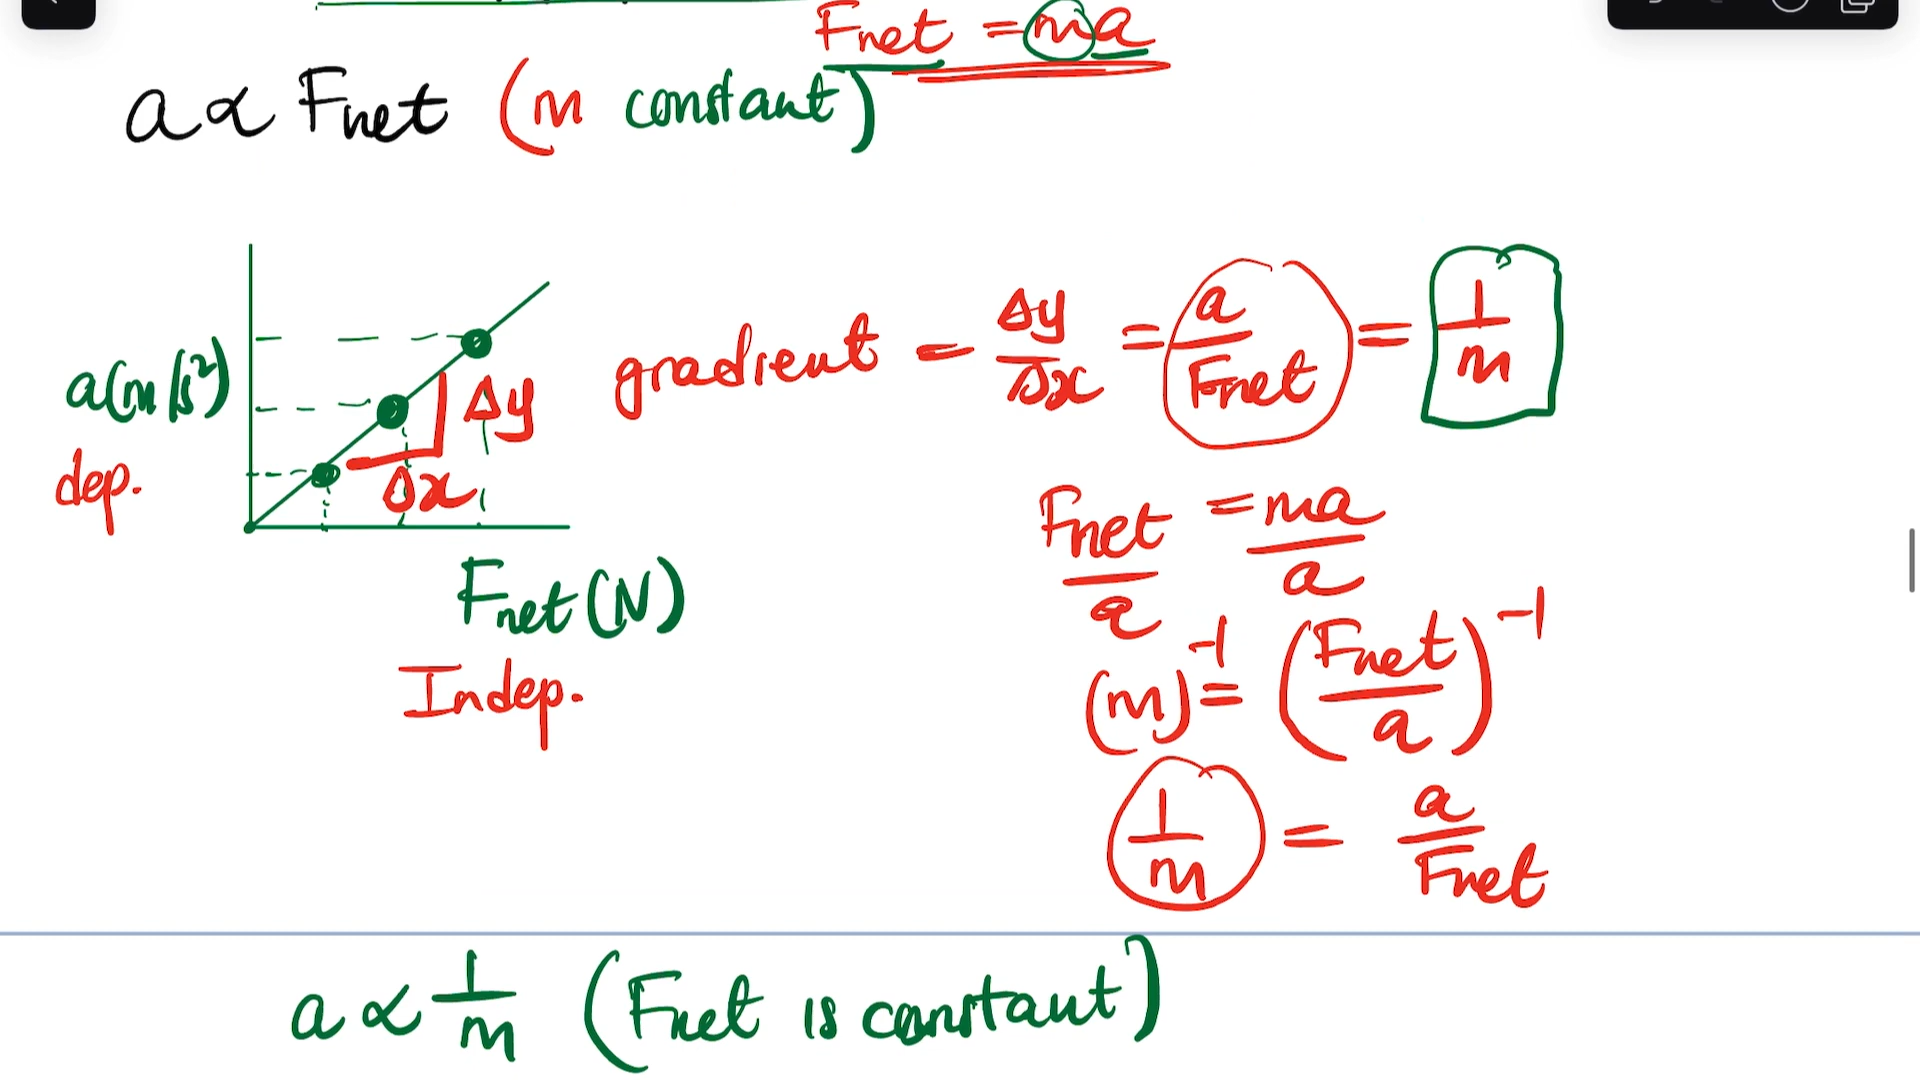 Fnet = ma
a ∝ Fnet (m constant)
a(m/s²)
dep.
Δy
Δx
Fnet (N)
Indep.
gradient = Δy/Δx = a/Fnet = 1/m
Fnet/a = ma/a
(m)⁻¹ = (Fnet/a)⁻¹
1/m = a/Fnet
a ∝ 1/m (Fnet is constant)